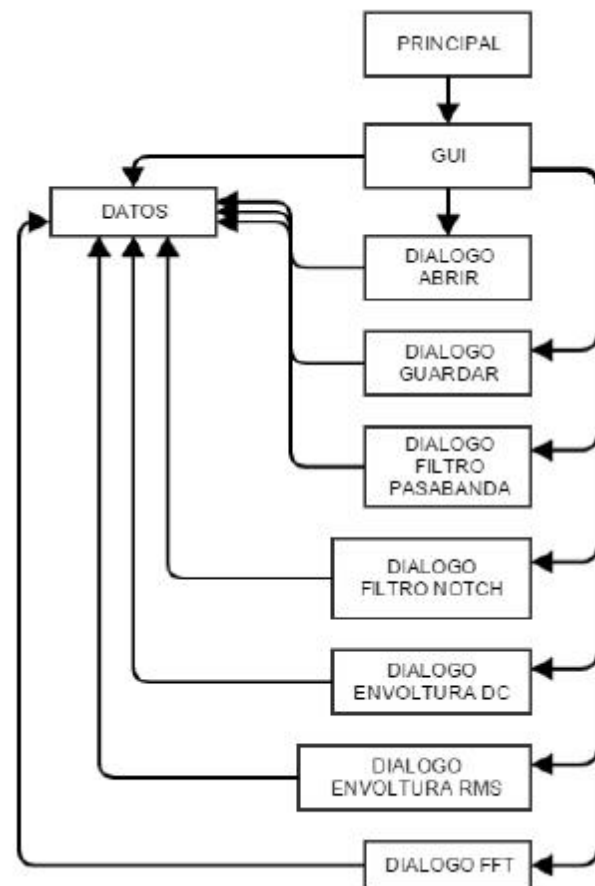 PRINCIPAL
GUI
DATOS
DIALOGO
ABRIR
DIALOGO
GUARDAR
DIALOGO
FILTRO
PASABANDA
DIALOGO
FILTRO NOTCH
DIALOGO
ENVOLTURA DC
DIALOGO
ENVOLTURA RMS
DIALOGO FFT